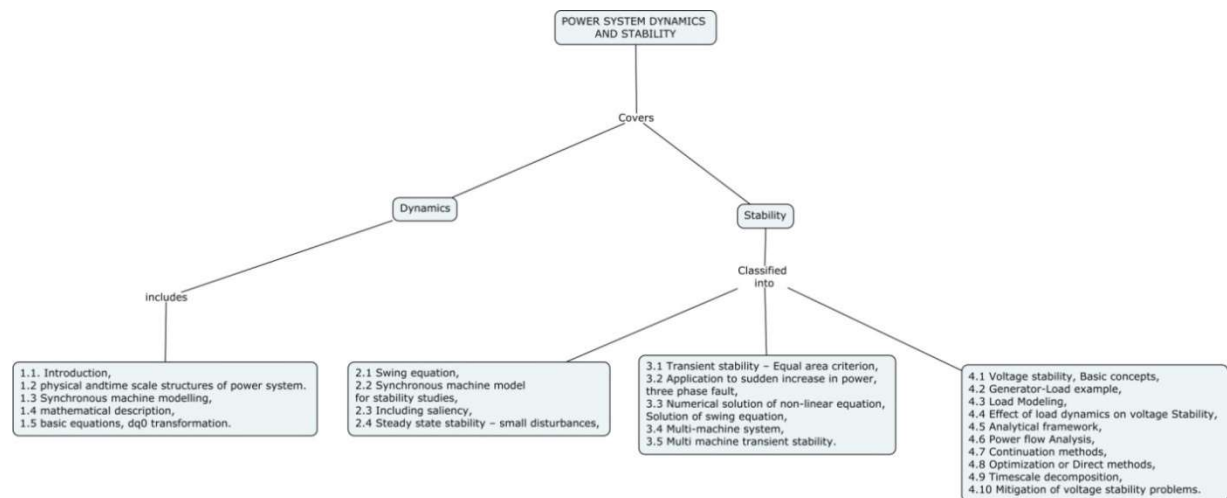 POWER SYSTEM DYNAMICS
AND STABILITY
Covers
Dynamics
Stability
includes
Classified
into
1.1. Introduction,
1.2 physical andtime scale structures of power system.
1.3 Synchronous machine modelling,
1.4 mathematical description,
1.5 basic equations, dq0 transformation.
2.1 Swing equation,
2.2 Synchronous machine model
for stability studies,
2.3 Including saliency,
2.4 Steady state stability – small disturbances,
3.1 Transient stability – Equal area criterion,
3.2 Application to sudden increase in power,
three phase fault,
3.3 Numerical solution of non-linear equation,
Solution of swing equation,
3.4 Multi-machine system,
3.5 Multi machine transient stability.
4.1 Voltage stability, Basic concepts,
4.2 Generator-Load example,
4.3 Load Modeling,
4.4 Effect of load dynamics on voltage Stability,
4.5 Analytical framework,
4.6 Power flow Analysis,
4.7 Continuation methods,
4.8 Optimization or Direct methods,
4.9 Timescale decomposition,
4.10 Mitigation of voltage stability problems.